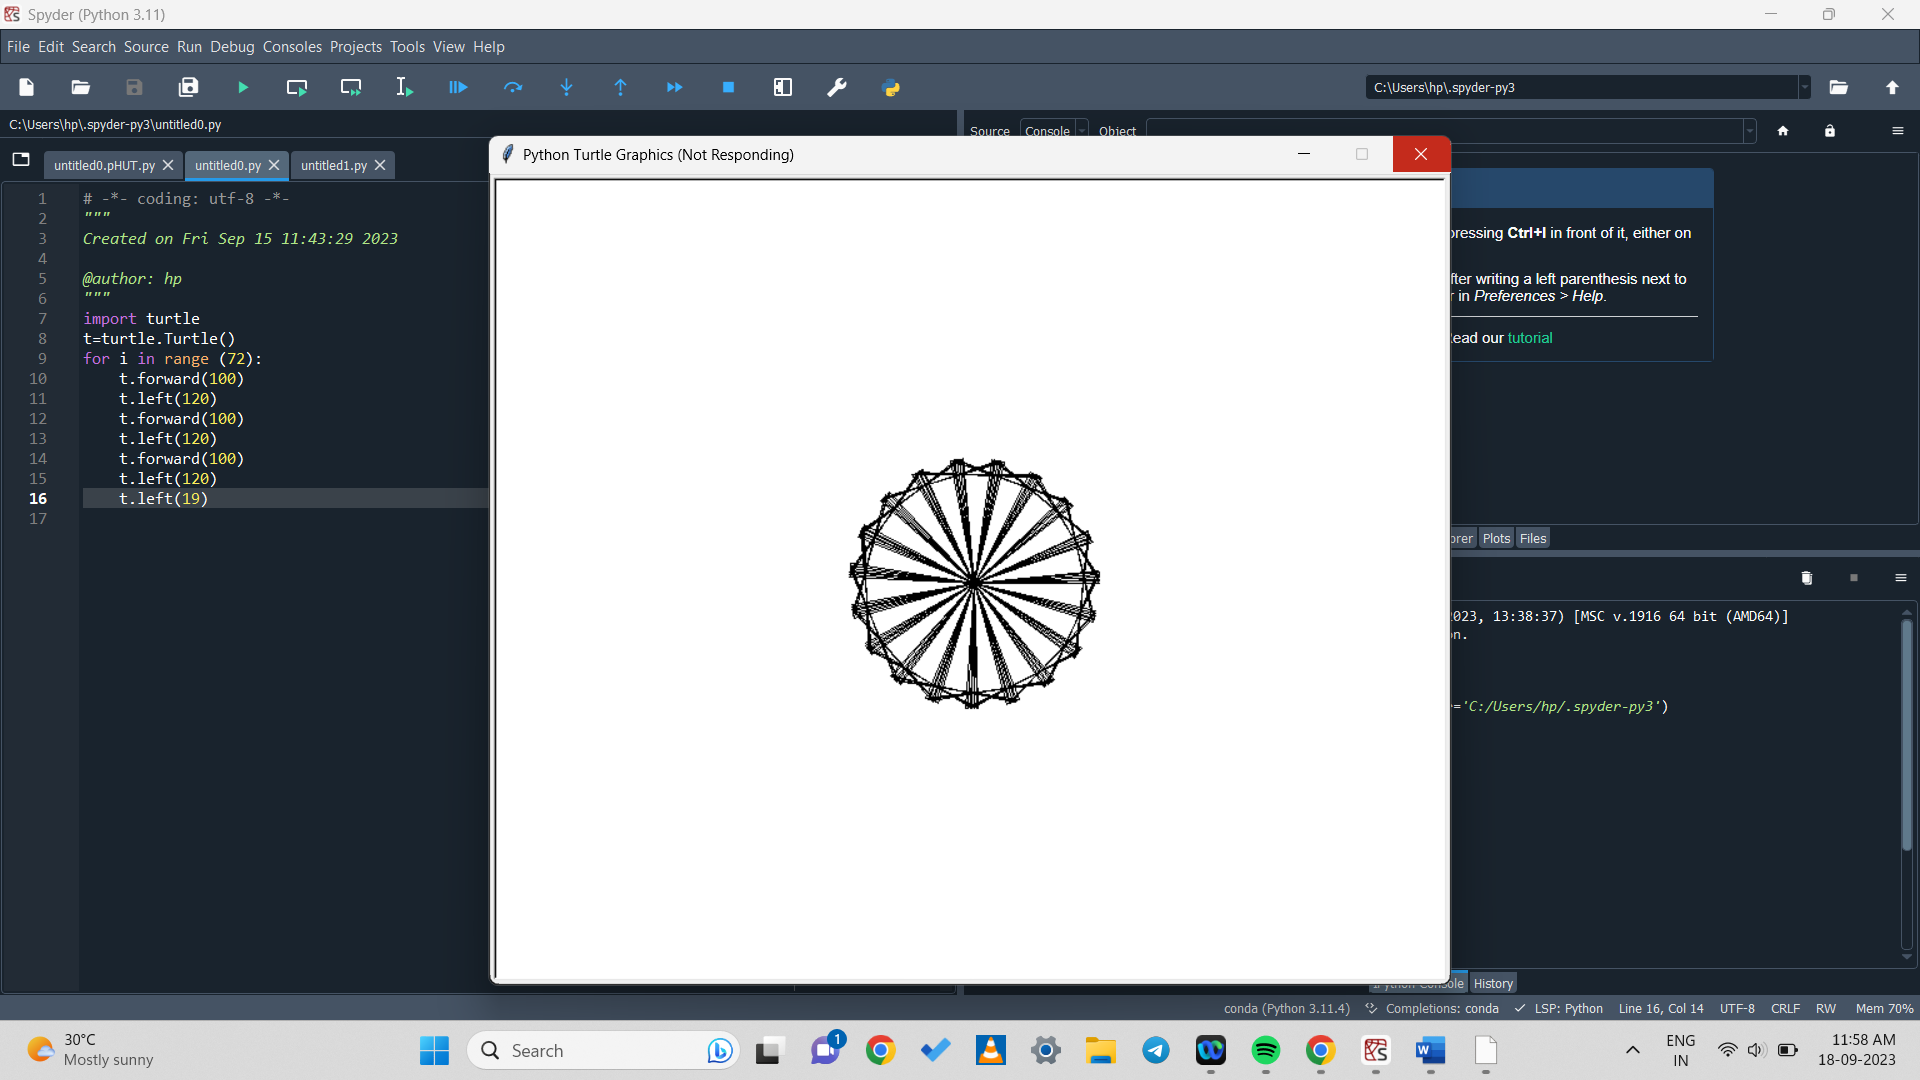 Spyder (Python 3.11)
File Edit Search Source Run Debug Consoles Projects Tools View Help
C:\Users\hp\.spyder-py3
C:\Users\hp\.spyder-py3\untitled0.py
Source Console Object
untitled0.pHUT.py untitled0.py untitled1.py
Python Turtle Graphics (Not Responding)
1 # -*- coding: utf-8 -*-
2 """
3 Created on Fri Sep 15 11:43:29 2023
4
5 @author: hp
6 """
7 import turtle
8 t=turtle.Turtle()
9 for i in range (72):
10 t.forward(100)
11 t.left(120)
12 t.forward(100)
13 t.left(120)
14 t.forward(100)
15 t.left(120)
16 t.left(19)
17
pressing Ctrl+I in front of it, either on
fter writing a left parenthesis next to
r in Preferences > Help.
ead our tutorial
orer Plots Files
023, 13:38:37) [MSC v.1916 64 bit (AMD64)]
n.
='C:/Users/hp/.spyder-py3')
IPython Console History
conda (Python 3.11.4) Completions: conda LSP: Python Line 16, Col 14 UTF-8 CRLF RW Mem 70%
30°C
Mostly sunny
Search
1
W
ENG
IN
11:58 AM
18-09-2023